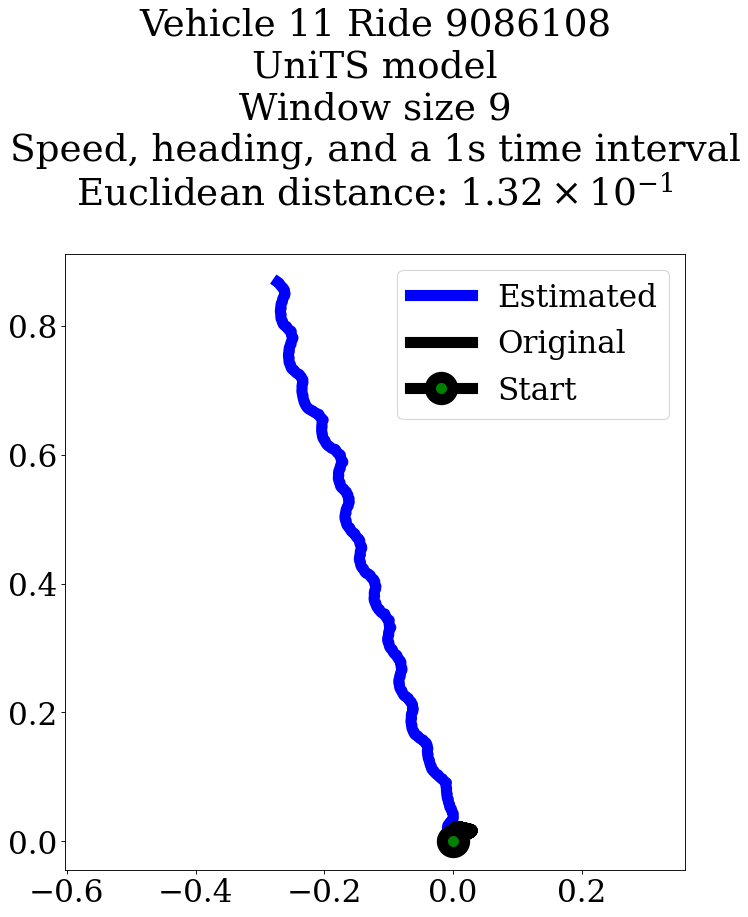 Vehicle 11 Ride 9086108
UniTS model
Window size 9
Speed, heading, and a 1s time interval
Euclidean distance: 1.32 × 10⁻¹
Estimated
Original
Start
0.8
0.6
0.4
0.2
0.0
−0.6 −0.4 −0.2 0.0 0.2